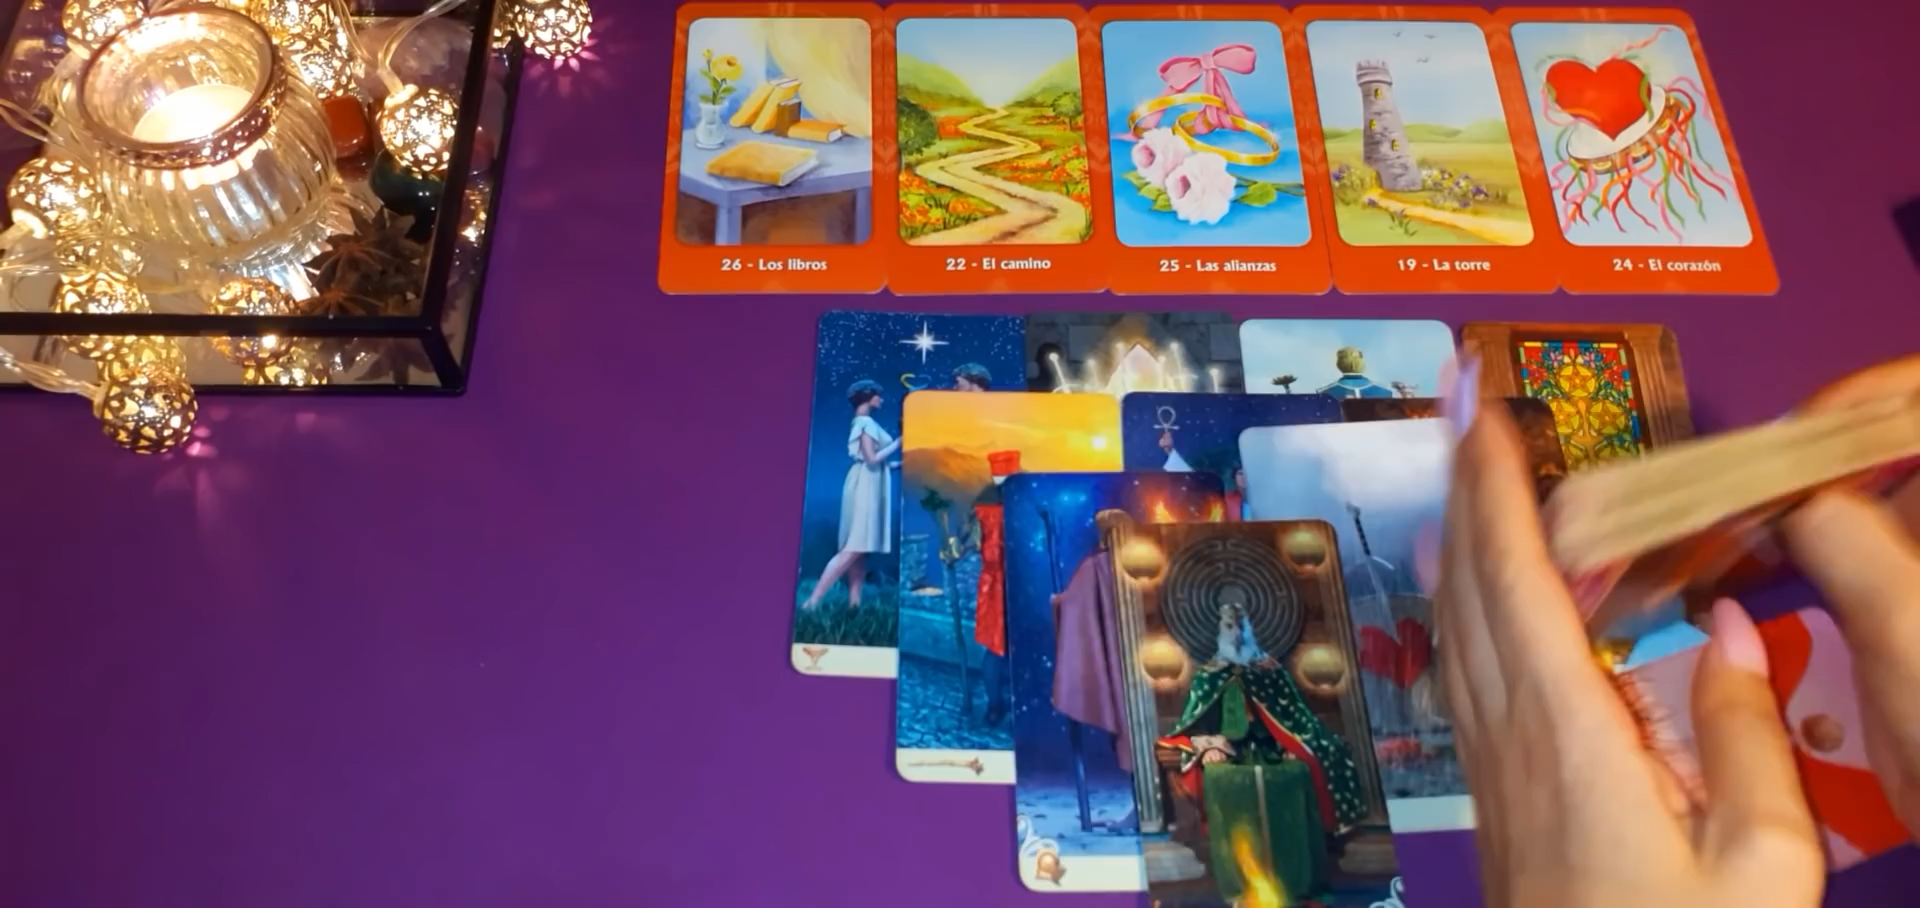 26 - Los libros
22 - El camino
25 - Las alianzas
19 - La torre
24 - El corazón